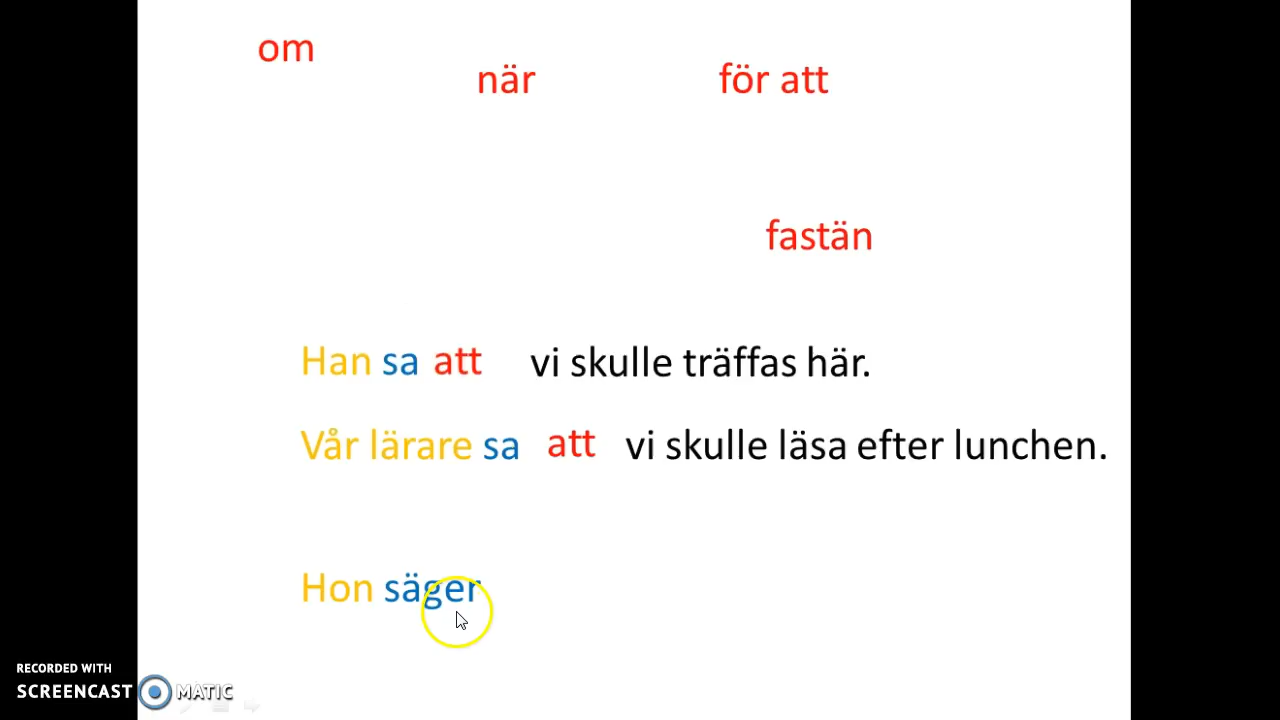 om
när
för att
fastän
Han sa att vi skulle träffas här.
Vår lärare sa att vi skulle läsa efter lunchen.
Hon säger
RECORDED WITH
SCREENCAST MATIC